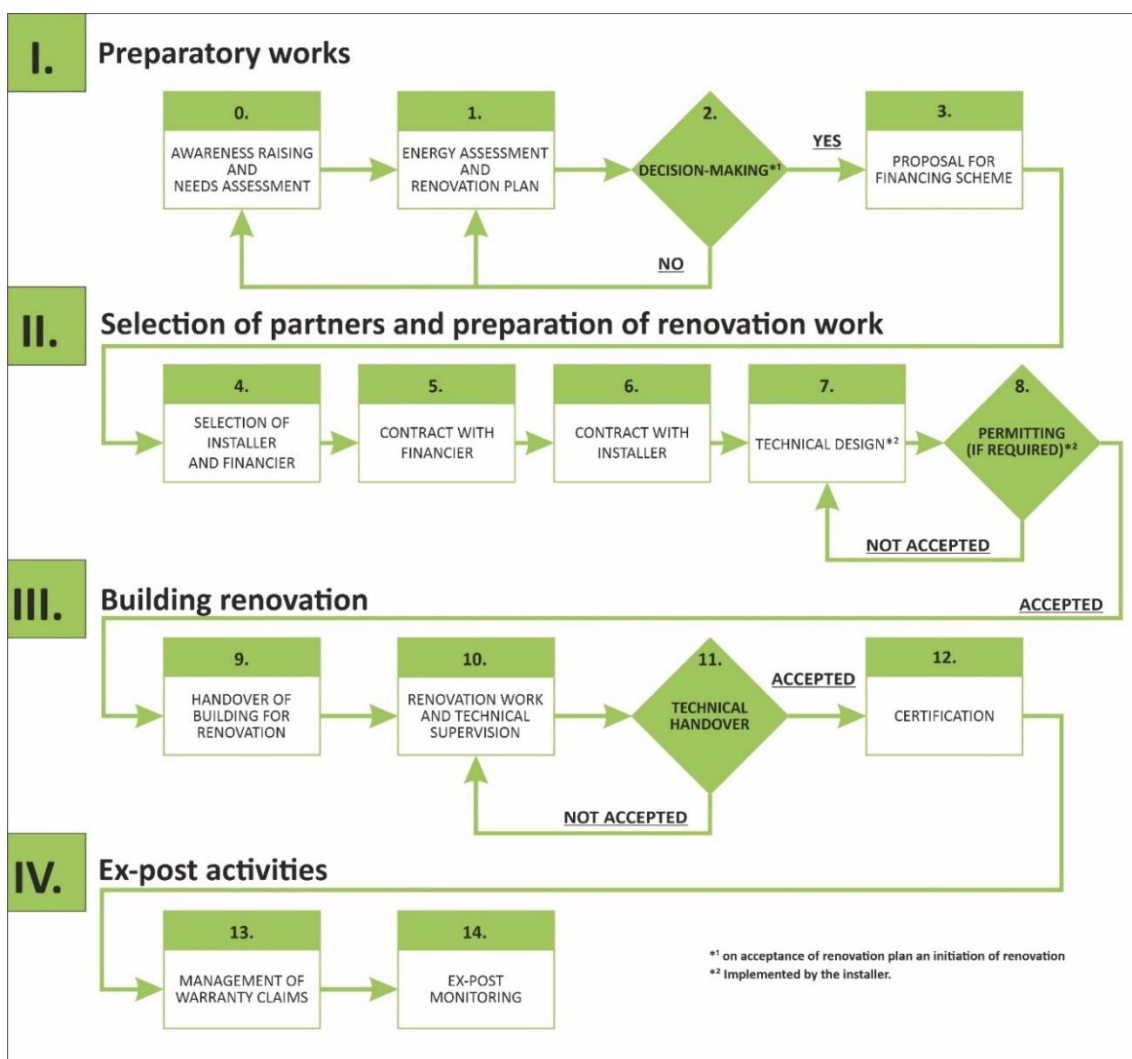 I.
Preparatory works
0.
AWARENESS RAISING
AND
NEEDS ASSESSMENT
1.
ENERGY ASSESSMENT
AND
RENOVATION PLAN
2.
DECISION-MAKING*¹
YES
3.
PROPOSAL FOR
FINANCING SCHEME
NO
II.
Selection of partners and preparation of renovation work
4.
SELECTION OF
INSTALLER
AND FINANCIER
5.
CONTRACT WITH
FINANCIER
6.
CONTRACT WITH
INSTALLER
7.
TECHNICAL DESIGN*²
8.
PERMITTING
(IF REQUIRED)*²
NOT ACCEPTED
ACCEPTED
III.
Building renovation
9.
HANDOVER OF
BUILDING FOR
RENOVATION
10.
RENOVATION WORK
AND TECHNICAL
SUPERVISION
11.
TECHNICAL
HANDOVER
ACCEPTED
12.
CERTIFICATION
NOT ACCEPTED
IV.
Ex-post activities
13.
MANAGEMENT OF
WARRANTY CLAIMS
14.
EX-POST
MONITORING
*¹ on acceptance of renovation plan an initiation of renovation
*² Implemented by the installer.